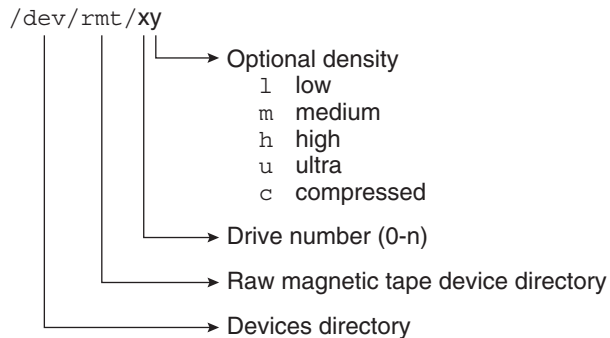 /dev/rmt/xy
Optional density
l low
m medium
h high
u ultra
c compressed
Drive number (0-n)
Raw magnetic tape device directory
Devices directory